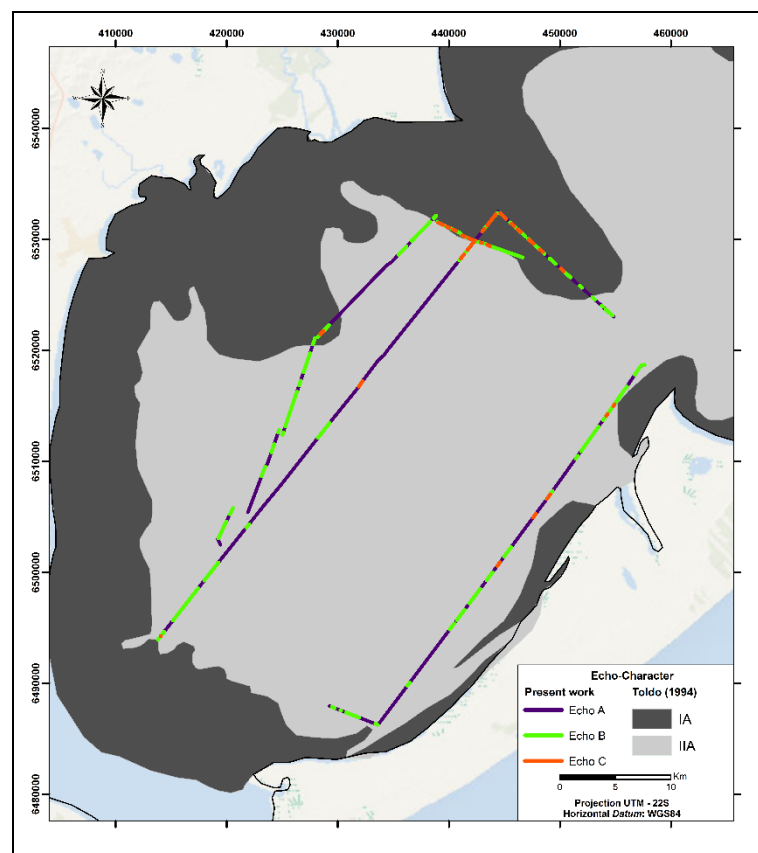 410000 420000 430000 440000 450000 460000
N
W E
S
6540000
6530000
6520000
6510000
6500000
6490000
6480000
Echo-Character
Present work Toldo (1994)
Echo A IA
Echo B IIA
Echo C
Km
0 5 10
Projection UTM - 22S
Horizontal Datum: WGS84